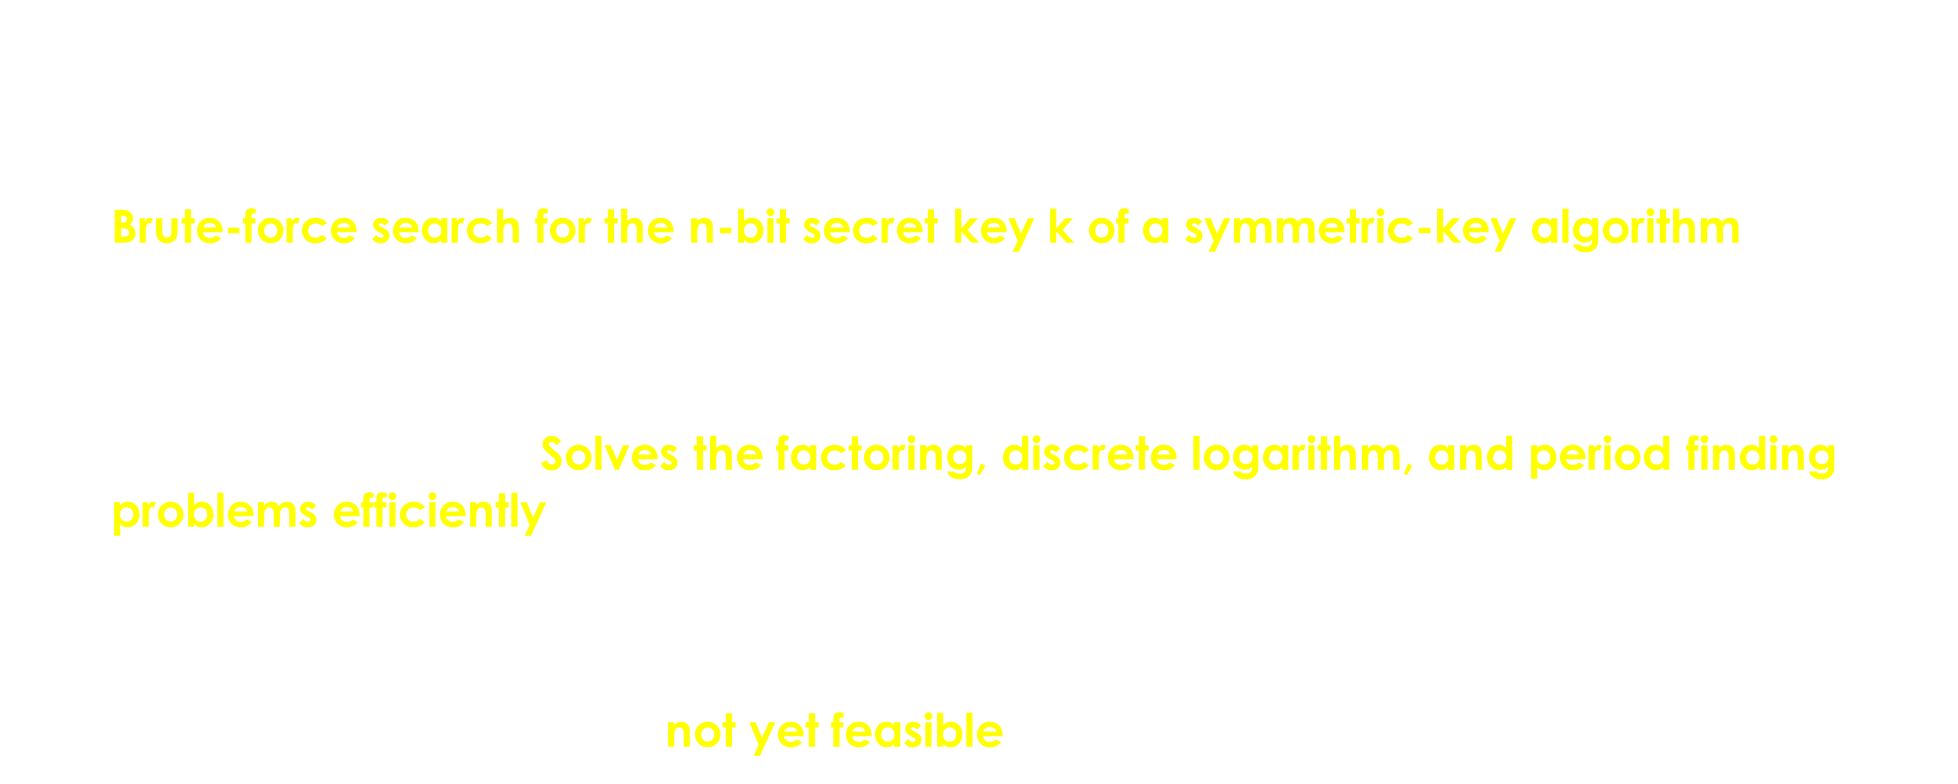 Brute-force search for the n-bit secret key k of a symmetric-key algorithm
Solves the factoring, discrete logarithm, and period finding
problems efficiently
not yet feasible